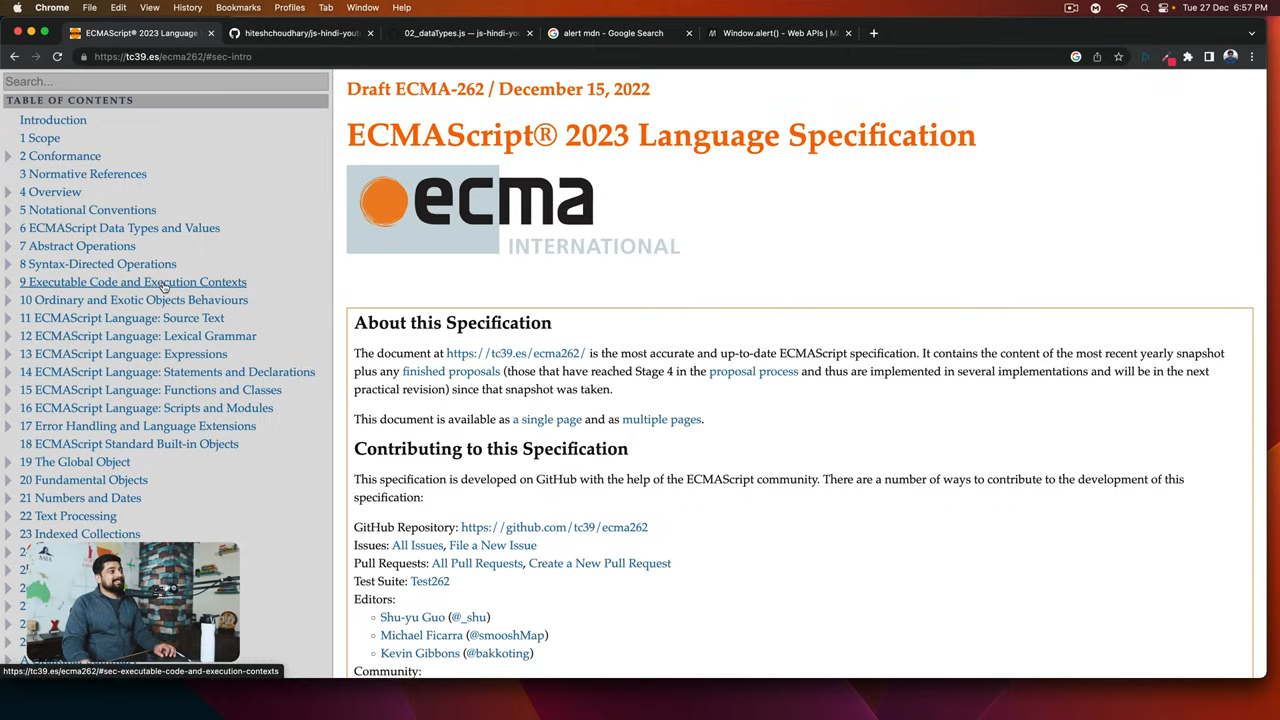 Chrome File Edit View History Bookmarks Profiles Tab Window Help
Tue 27 Dec 6:57 PM
ECMAScript® 2023 Language
hiteshchoudhary/js-hindi-yout
02_dataTypes.js — js-hindi-you
alert mdn - Google Search
Window.alert() - Web APIs | M
https://tc39.es/ecma262/#sec-intro
Search...
TABLE OF CONTENTS
Introduction
1 Scope
2 Conformance
3 Normative References
4 Overview
5 Notational Conventions
6 ECMAScript Data Types and Values
7 Abstract Operations
8 Syntax-Directed Operations
9 Executable Code and Execution Contexts
10 Ordinary and Exotic Objects Behaviours
11 ECMAScript Language: Source Text
12 ECMAScript Language: Lexical Grammar
13 ECMAScript Language: Expressions
14 ECMAScript Language: Statements and Declarations
15 ECMAScript Language: Functions and Classes
16 ECMAScript Language: Scripts and Modules
17 Error Handling and Language Extensions
18 ECMAScript Standard Built-in Objects
19 The Global Object
20 Fundamental Objects
21 Numbers and Dates
22 Text Processing
23 Indexed Collections
ASIA
https://tc39.es/ecma262/#sec-executable-code-and-execution-contexts
Draft ECMA-262 / December 15, 2022
ECMAScript® 2023 Language Specification
ecma
INTERNATIONAL
About this Specification
The document at https://tc39.es/ecma262/ is the most accurate and up-to-date ECMAScript specification. It contains the content of the most recent yearly snapshot
plus any finished proposals (those that have reached Stage 4 in the proposal process and thus are implemented in several implementations and will be in the next
practical revision) since that snapshot was taken.
This document is available as a single page and as multiple pages.
Contributing to this Specification
This specification is developed on GitHub with the help of the ECMAScript community. There are a number of ways to contribute to the development of this
specification:
GitHub Repository: https://github.com/tc39/ecma262
Issues: All Issues, File a New Issue
Pull Requests: All Pull Requests, Create a New Pull Request
Test Suite: Test262
Editors:
Shu-yu Guo (@_shu)
Michael Ficarra (@smooshMap)
Kevin Gibbons (@bakkoting)
Community: